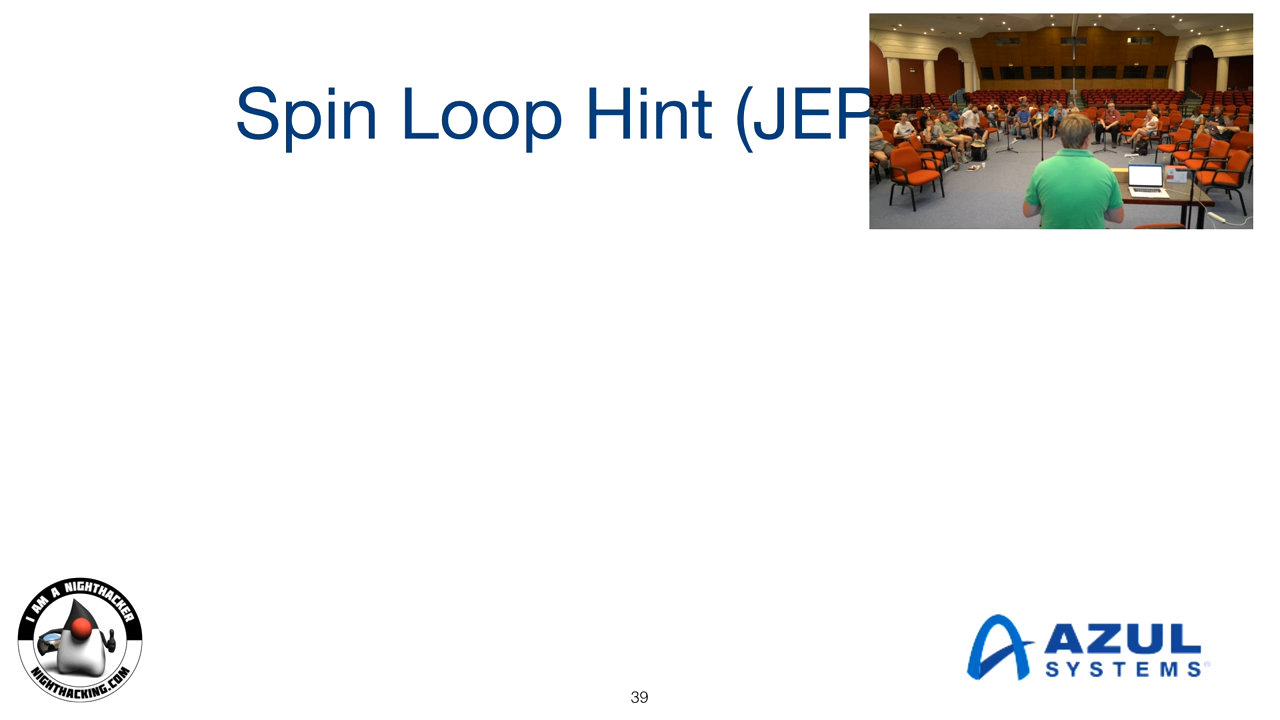 Spin Loop Hint (JEP
I AM A NIGHTHACKER
NIGHTHACKING.COM
AZUL
SYSTEMS®
39